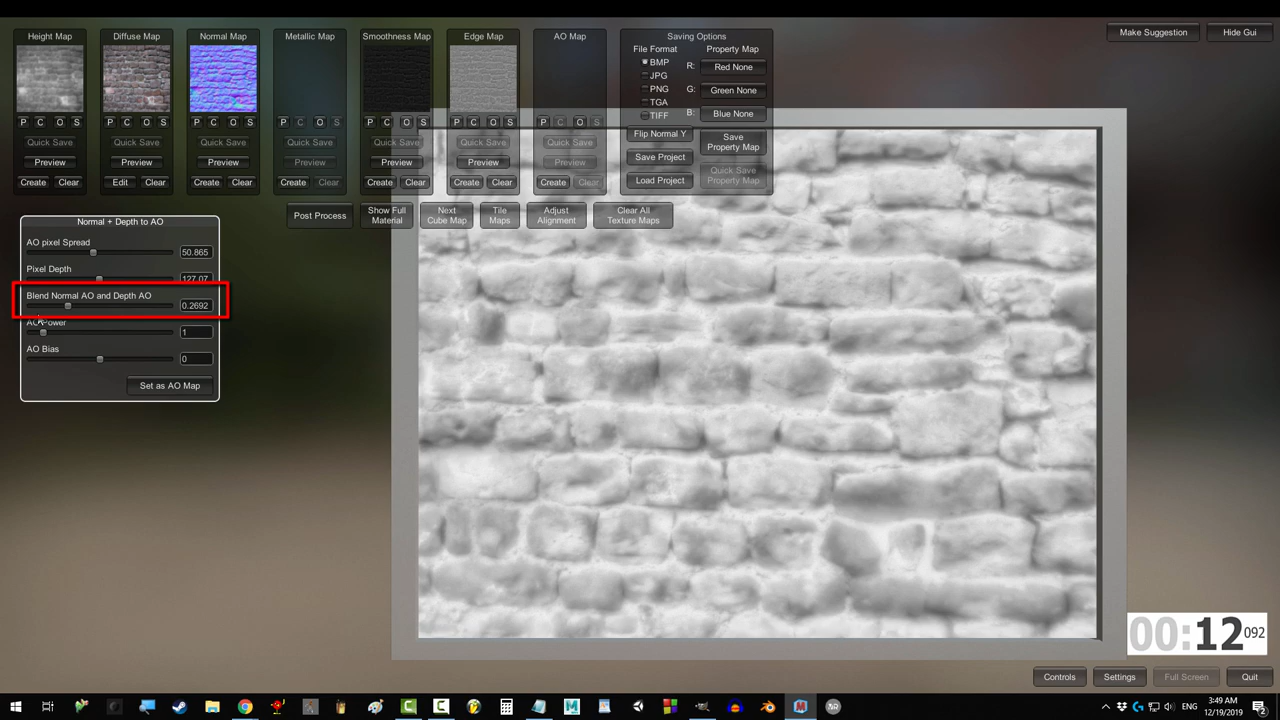 Height Map
Diffuse Map
Normal Map
Metallic Map
Smoothness Map
Edge Map
AO Map
Saving Options
Make Suggestion
Hide Gui
File Format
Property Map
BMP
JPG
PNG
TGA
TIFF
R:
Red None
G:
Green None
B:
Blue None
P C O S
P C O S
P C O S
P C O S
P C O S
P C O S
P C O S
Quick Save
Quick Save
Quick Save
Quick Save
Quick Save
Quick Save
Quick Save
Preview
Preview
Preview
Preview
Preview
Preview
Preview
Create Clear
Edit Clear
Create Clear
Create Clear
Create Clear
Create Clear
Create Clear
Flip Normal Y
Save Project
Load Project
Save
Property Map
Quick Save
Property Map
Post Process
Show Full
Material
Next
Cube Map
Tile
Maps
Adjust
Alignment
Clear All
Texture Maps
Normal + Depth to AO
AO pixel Spread
50.865
Pixel Depth
127.07
Blend Normal AO and Depth AO
0.2692
AO Power
1
AO Bias
0
Set as AO Map
00:12 092
Controls
Settings
Full Screen
Quit
ENG
3:49 AM
12/19/2019
2